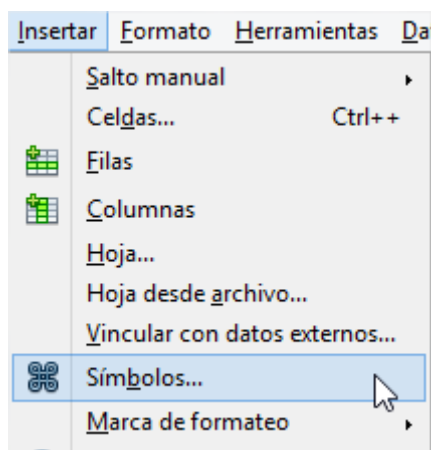 Insertar Formato Herramientas Da
Salto manual
Celdas... Ctrl++
Filas
Columnas
Hoja...
Hoja desde archivo...
Vincular con datos externos...
Símbolos...
Marca de formateo